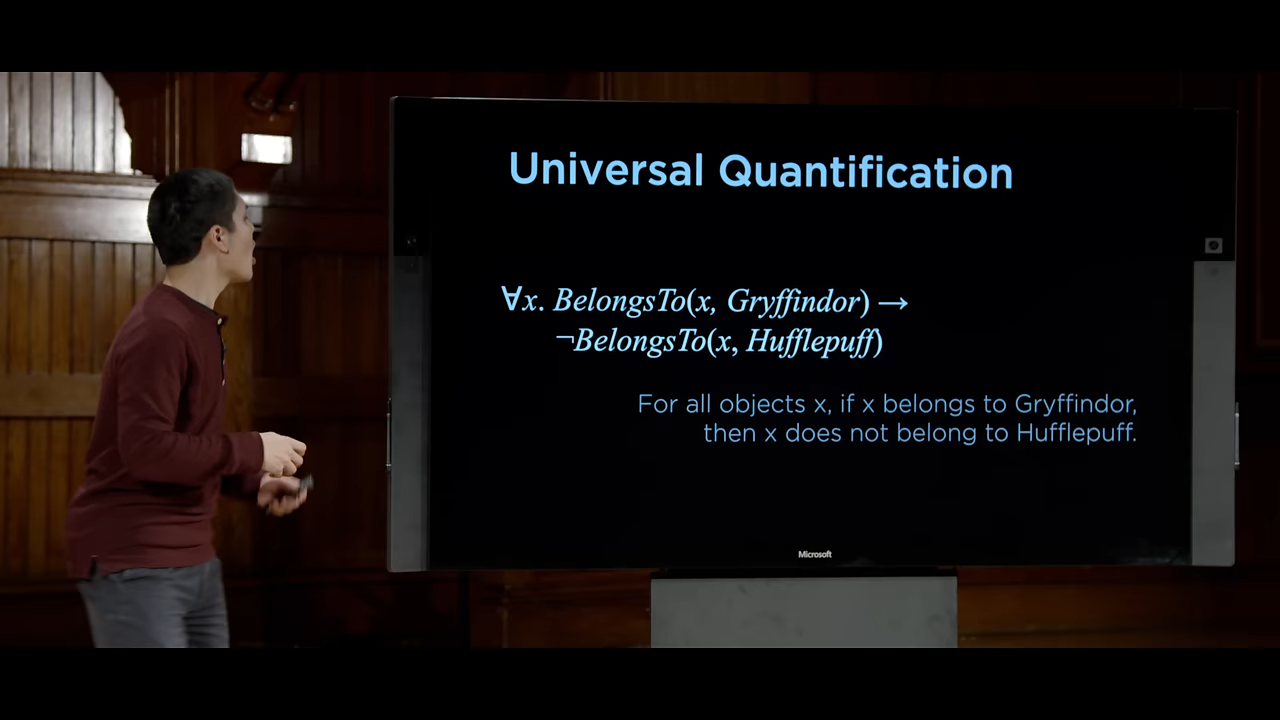 Universal Quantification
∀x. BelongsTo(x, Gryffindor) →
¬BelongsTo(x, Hufflepuff)
For all objects x, if x belongs to Gryffindor,
then x does not belong to Hufflepuff.
Microsoft